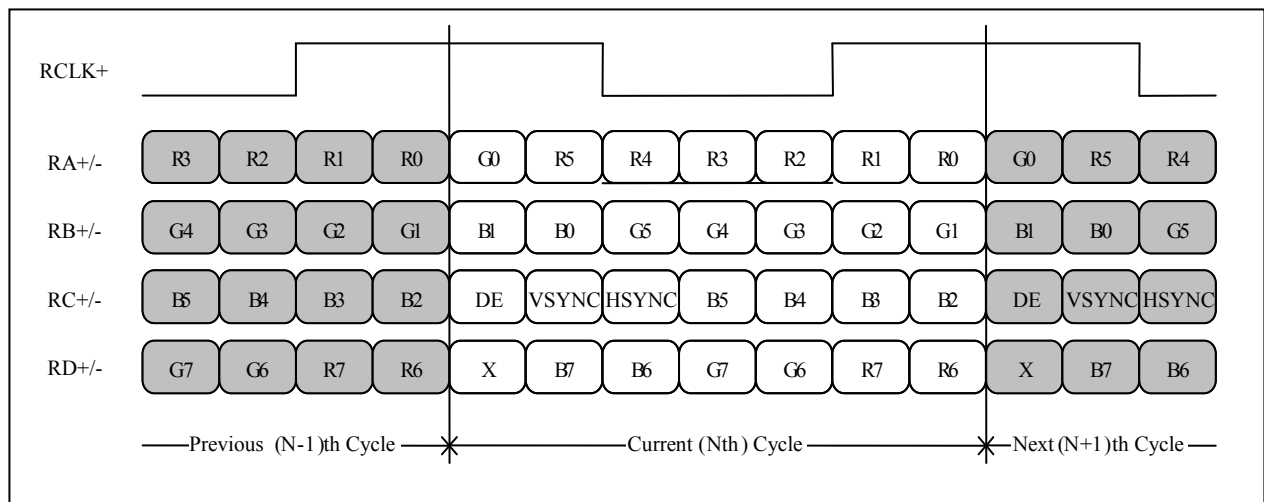 RCLK+
RA+/- R3 R2 R1 R0 G0 R5 R4 R3 R2 R1 R0 G0 R5 R4
RB+/- G4 G3 G2 G1 B1 B0 G5 G4 G3 G2 G1 B1 B0 G5
RC+/- B5 B4 B3 B2 DE VSYNC HSYNC B5 B4 B3 B2 DE VSYNC HSYNC
RD+/- G7 G6 R7 R6 X B7 B6 G7 G6 R7 R6 X B7 B6
Previous (N-1)th Cycle Current (Nth) Cycle Next (N+1)th Cycle